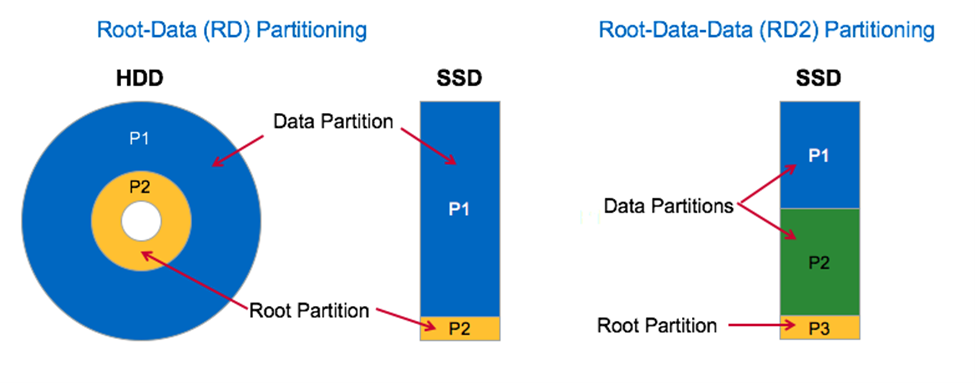 Root-Data (RD) Partitioning
Root-Data-Data (RD2) Partitioning
HDD
SSD
SSD
Data Partition
P1
P2
P1
P1
Data Partitions
P2
Root Partition
P2
Root Partition
P3